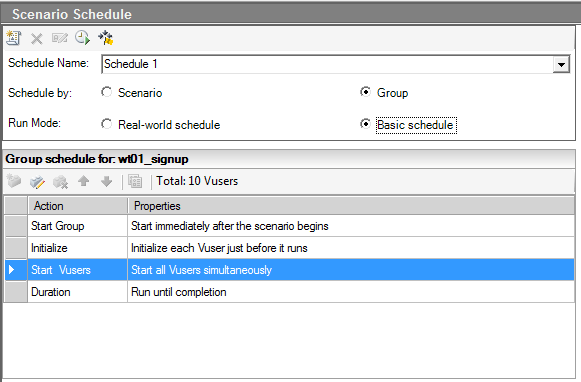 Scenario Schedule
Schedule Name: Schedule 1
Schedule by: Scenario Group
Run Mode: Real-world schedule Basic schedule
Group schedule for: wt01_signup
Total: 10 Vusers
Action Properties
Start Group Start immediately after the scenario begins
Initialize Initialize each Vuser just before it runs
Start Vusers Start all Vusers simultaneously
Duration Run until completion